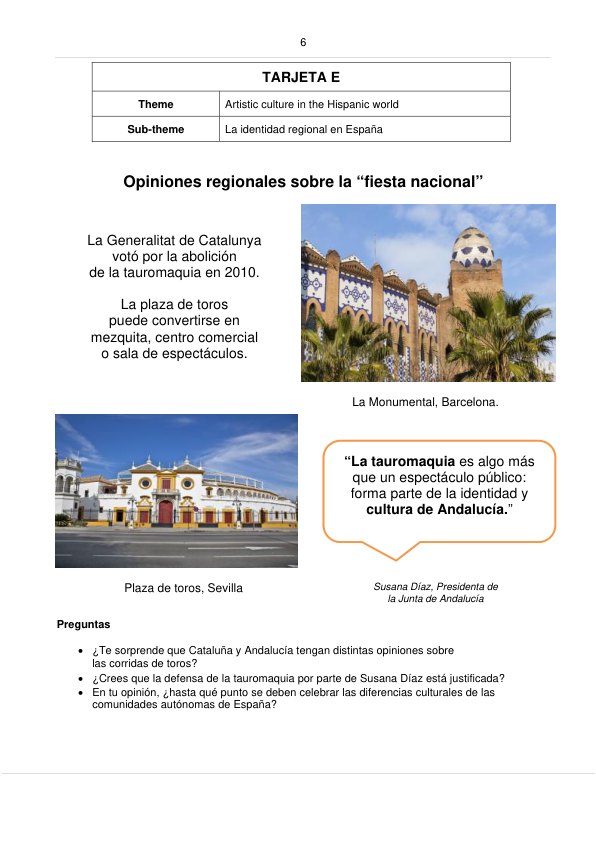 6
TARJETA E
Theme Artistic culture in the Hispanic world
Sub-theme La identidad regional en España
Opiniones regionales sobre la “fiesta nacional”
La Generalitat de Catalunya
votó por la abolición
de la tauromaquia en 2010.
La plaza de toros
puede convertirse en
mezquita, centro comercial
o sala de espectáculos.
La Monumental, Barcelona.
“La tauromaquia es algo más
que un espectáculo público:
forma parte de la identidad y
cultura de Andalucía.”
Plaza de toros, Sevilla
Susana Díaz, Presidenta de
la Junta de Andalucía
Preguntas
• ¿Te sorprende que Cataluña y Andalucía tengan distintas opiniones sobre
las corridas de toros?
• ¿Crees que la defensa de la tauromaquia por parte de Susana Díaz está justificada?
• En tu opinión, ¿hasta qué punto se deben celebrar las diferencias culturales de las
comunidades autónomas de España?